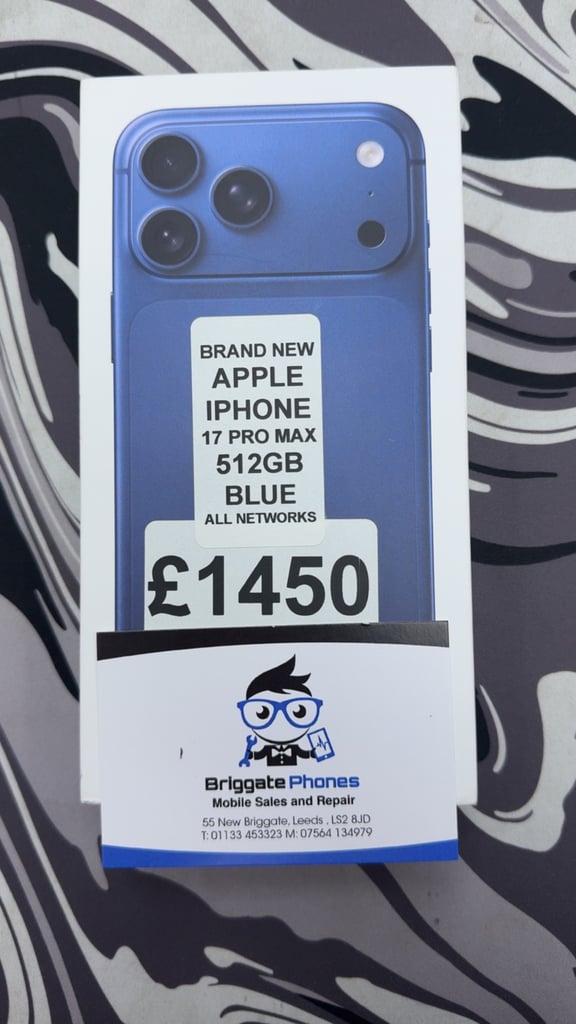 BRAND NEW
APPLE
IPHONE
17 PRO MAX
512GB
BLUE
ALL NETWORKS
£1450
Briggate Phones
Mobile Sales and Repair
55 New Briggate, Leeds , LS2 8JD
T: 01133 453323 M: 07564 134979